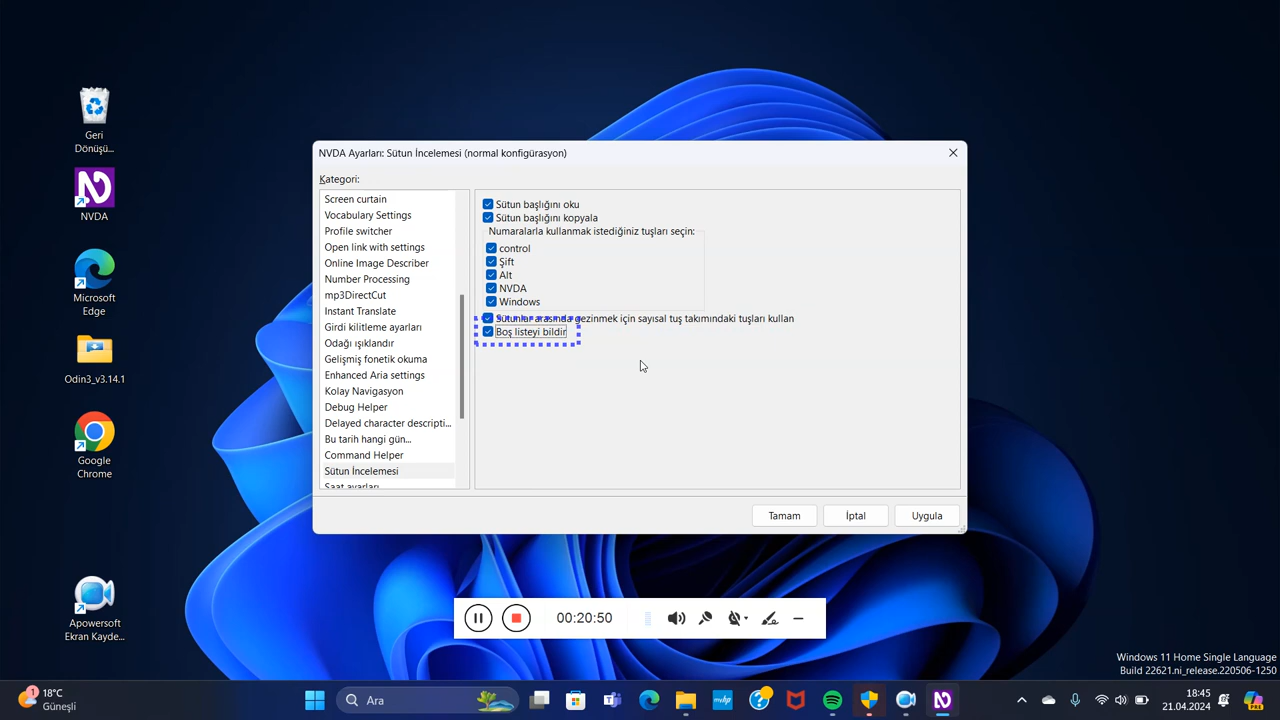 Geri
Dönüşü...
NVDA
Microsoft
Edge
Odin3_v3.14.1
Google
Chrome
Apowersoft
Ekran Kayde...
NVDA Ayarları: Sütun İncelemesi (normal konfigürasyon)
Kategori:
Screen curtain
Vocabulary Settings
Profile switcher
Open link with settings
Online Image Describer
Number Processing
mp3DirectCut
Instant Translate
Girdi kilitleme ayarları
Odağı ışıklandır
Gelişmiş fonetik okuma
Enhanced Aria settings
Kolay Navigasyon
Debug Helper
Delayed character descripti...
Bu tarih hangi gün...
Command Helper
Sütun İncelemesi
Saat ayarları
Sütun başlığını oku
Sütun başlığını kopyala
Numaralarla kullanmak istediğiniz tuşları seçin:
control
Şift
Alt
NVDA
Windows
Sütunlar arasında gezinmek için sayısal tuş takımındaki tuşları kullan
Boş listeyi bildir
Tamam
İptal
Uygula
00:20:50
Windows 11 Home Single Language
Build 22621.ni_release.220506-1250
1
18°C
Güneşli
Ara
myhp
18:45
21.04.2024
PRE